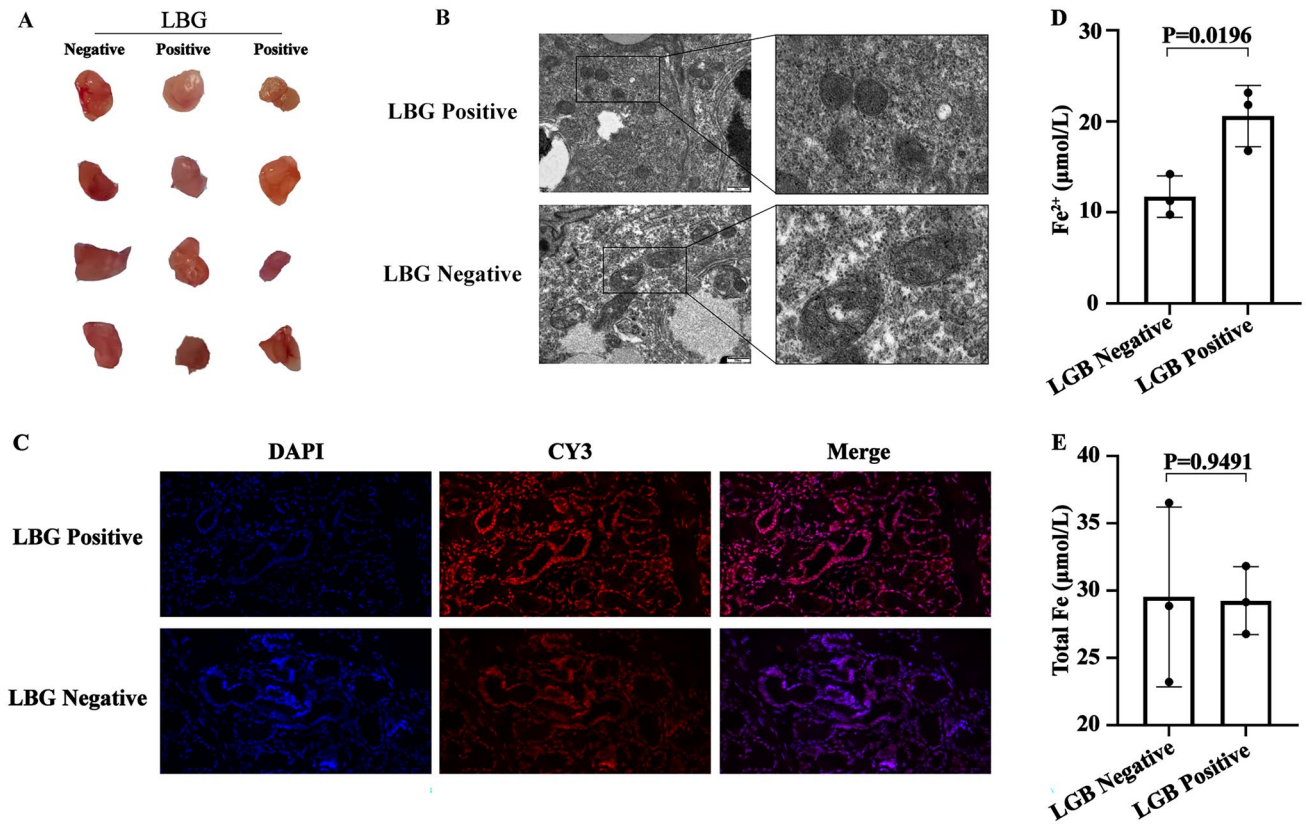 A
LBG
Negative Positive Positive
B
LBG Positive
LBG Negative
C
DAPI CY3 Merge
LBG Positive
LBG Negative
D
P=0.0196
Fe²⁺ (μmol/L)
30
20
10
0
LGB Negative
LGB Positive
E
P=0.9491
Total Fe (μmol/L)
40
35
30
25
20
LGB Negative
LGB Positive